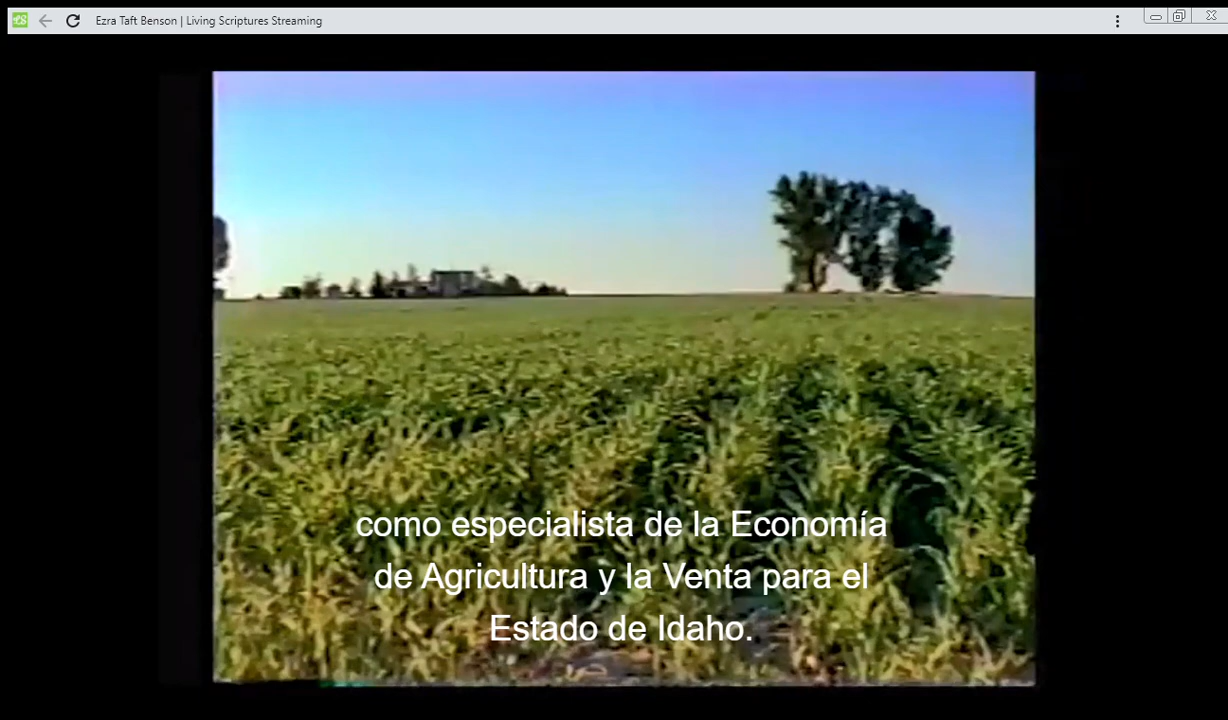 Ezra Taft Benson | Living Scriptures Streaming
como especialista de la Economía
de Agricultura y la Venta para el
Estado de Idaho.